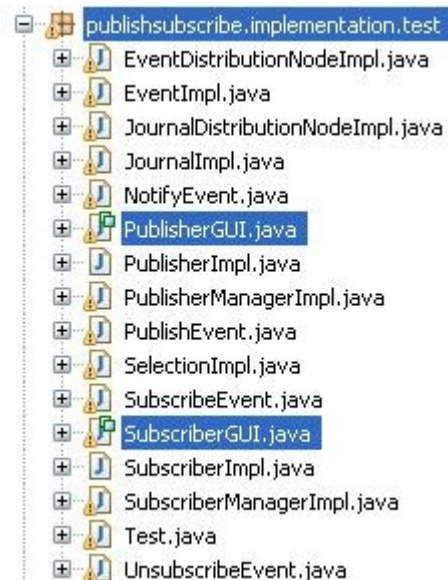 publishsubscribe.implementation.test
EventDistributionNodeImpl.java
EventImpl.java
JournalDistributionNodeImpl.java
JournalImpl.java
NotifyEvent.java
PublisherGUI.java
PublisherImpl.java
PublisherManagerImpl.java
PublishEvent.java
SelectionImpl.java
SubscribeEvent.java
SubscriberGUI.java
SubscriberImpl.java
SubscriberManagerImpl.java
Test.java
UnsubscribeEvent.java